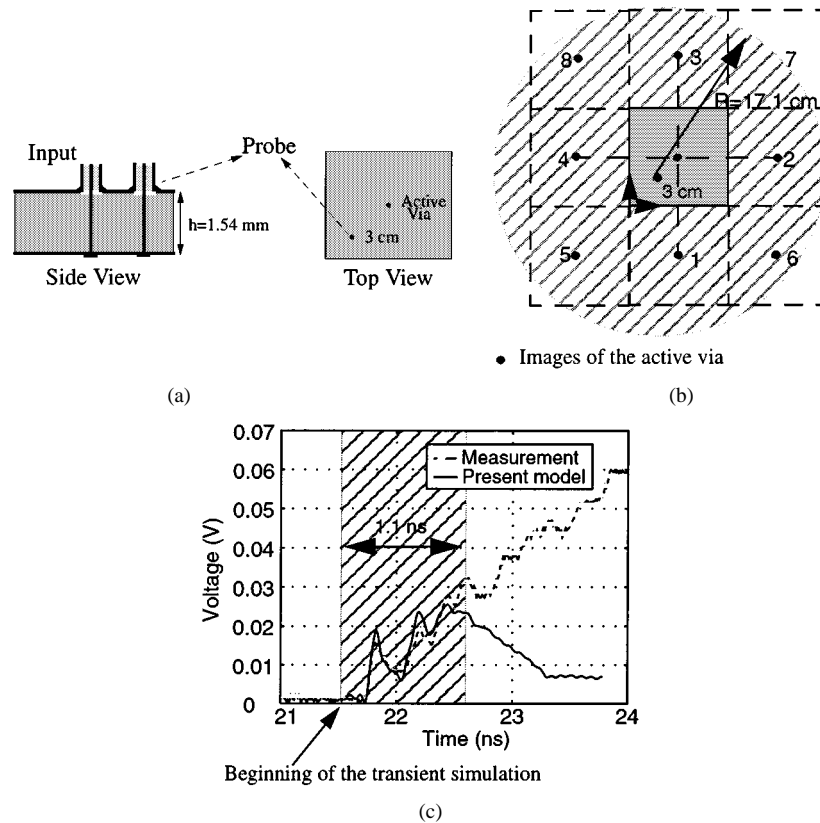 Input
Probe
h=1.54 mm
Side View
Active
Via
3 cm
Top View
(a)
8
3
7
R=17.1 cm
4
2
3 cm
5
1
6
Images of the active via
(b)
0.07
0.06
0.05
0.04
0.03
0.02
0.01
0
Voltage (V)
Measurement
Present model
1.1 ns
21
22
23
24
Time (ns)
Beginning of the transient simulation
(c)